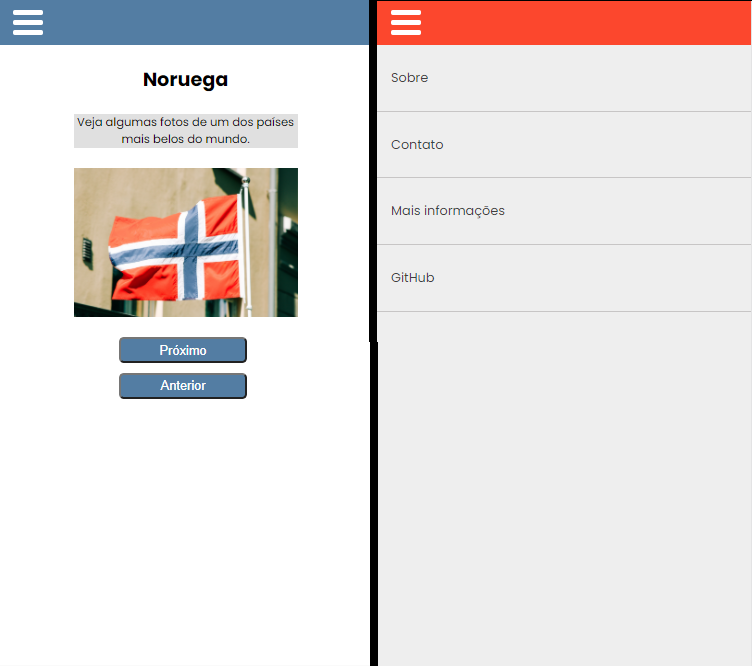 Noruega
Veja algumas fotos de um dos países
mais belos do mundo.
Próximo
Anterior
Sobre
Contato
Mais informações
GitHub